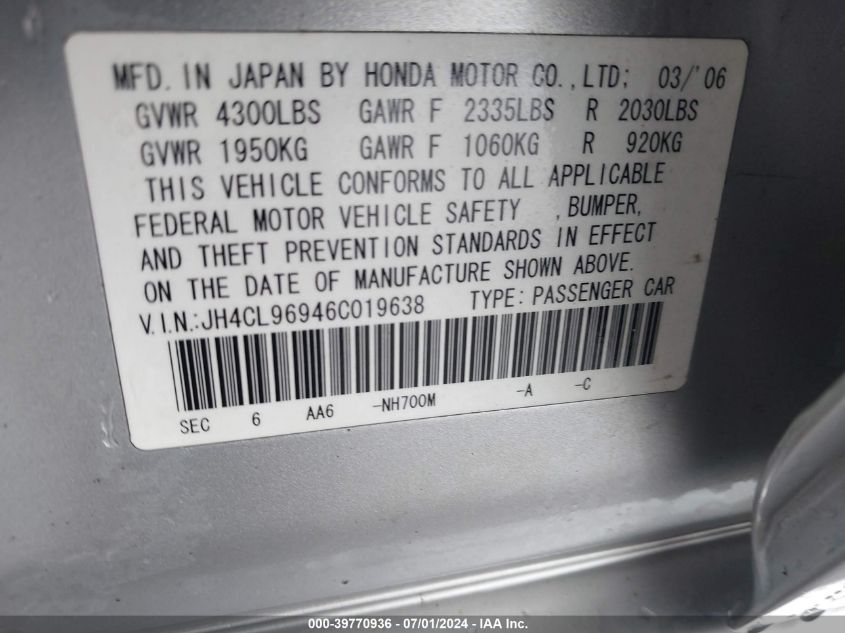 MFD. IN JAPAN BY HONDA MOTOR CO., LTD; 03/'06
GVWR 4300LBS GAWR F 2335LBS R 2030LBS
GVWR 1950KG GAWR F 1060KG R 920KG
THIS VEHICLE CONFORMS TO ALL APPLICABLE
FEDERAL MOTOR VEHICLE SAFETY , BUMPER,
AND THEFT PREVENTION STANDARDS IN EFFECT
ON THE DATE OF MANUFACTURE SHOWN ABOVE.
V.I.N.:JH4CL96946C019638 TYPE: PASSENGER CAR
SEC 6 AA6 -NH700M -A -C
000-39770936 - 07/01/2024 - IAA Inc.